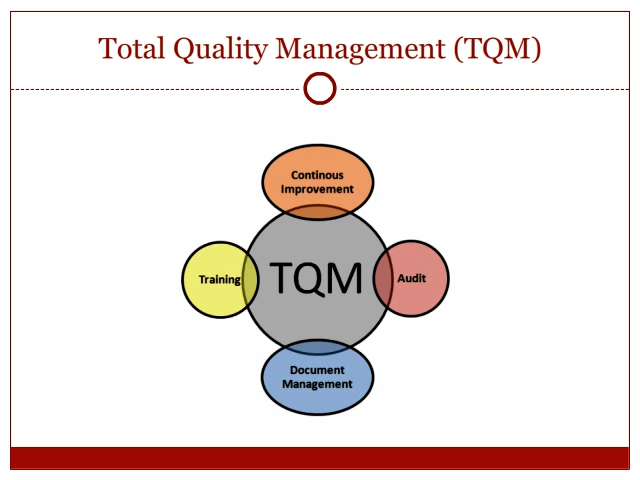 Total Quality Management (TQM)
Continous
Improvement
Training
TQM
Audit
Document
Management